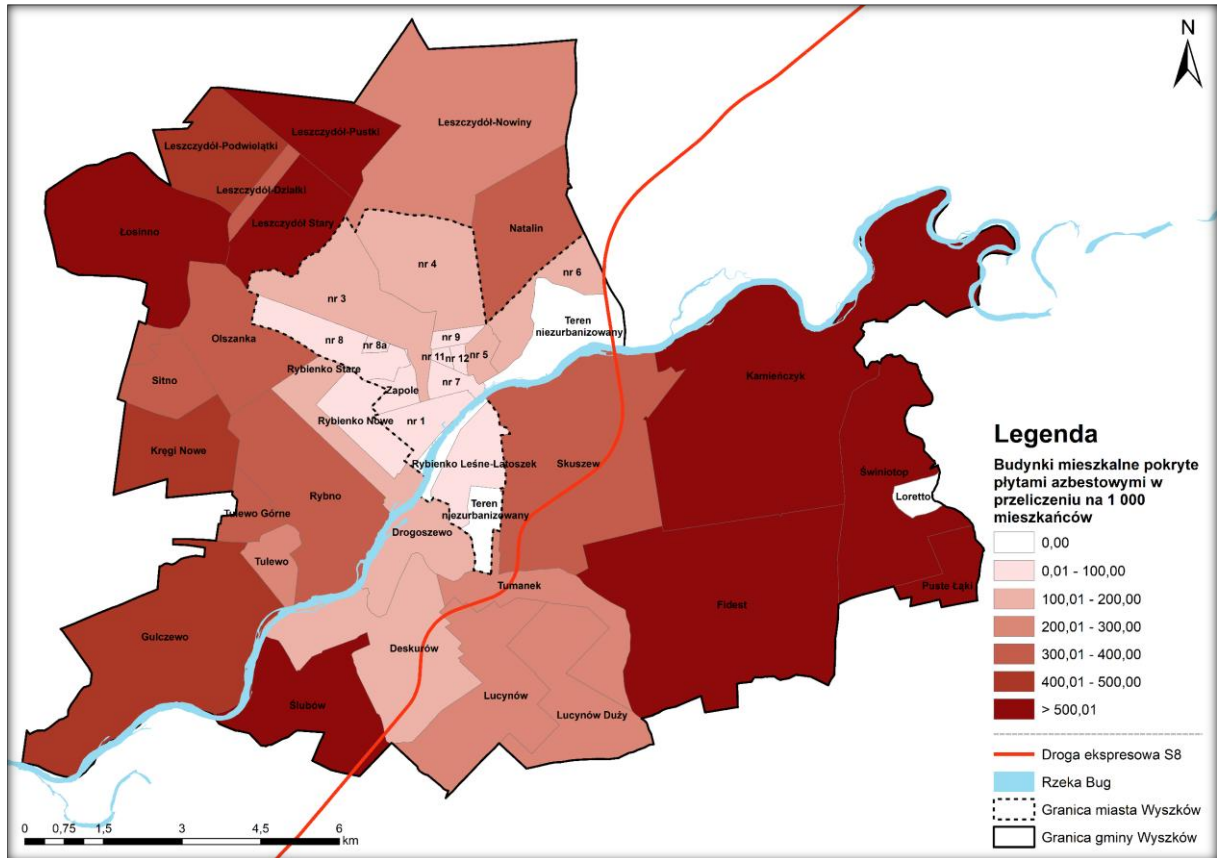 N
Leszczydół-Nowiny
Leszczydół-Pustki
Leszczydół-Podwielątki
Leszczydół-Działki
Leszczydół Stary
Łosinno
Natalin
nr 4
nr 6
nr 3
Teren
niezurbanizowany
Olszanka
nr 8
nr 8a
nr 9
nr 11
nr 12
nr 5
Rybienko Stare
Sitno
Zapole
nr 7
Kamieńczyk
Rybienko Nowe
nr 1
Kręgi Nowe
Rybienko Leśne-Latoszek
Skuszew
Świniotop
Rybno
Loretto
Teren
niezurbanizowany
Tulewo Górne
Drogoszewo
Tulewo
Tumanek
Puste Łąki
Fidest
Gulczewo
Deskurów
Lucynów
Ślubów
Lucynów Duży
Legenda
Budynki mieszkalne pokryte
płytami azbestowymi w
przeliczeniu na 1 000
mieszkańców
0,00
0,01 - 100,00
100,01 - 200,00
200,01 - 300,00
300,01 - 400,00
400,01 - 500,00
> 500,01
Droga ekspresowa S8
Rzeka Bug
Granica miasta Wyszków
Granica gminy Wyszków
0 0,75 1,5 3 4,5 6
km